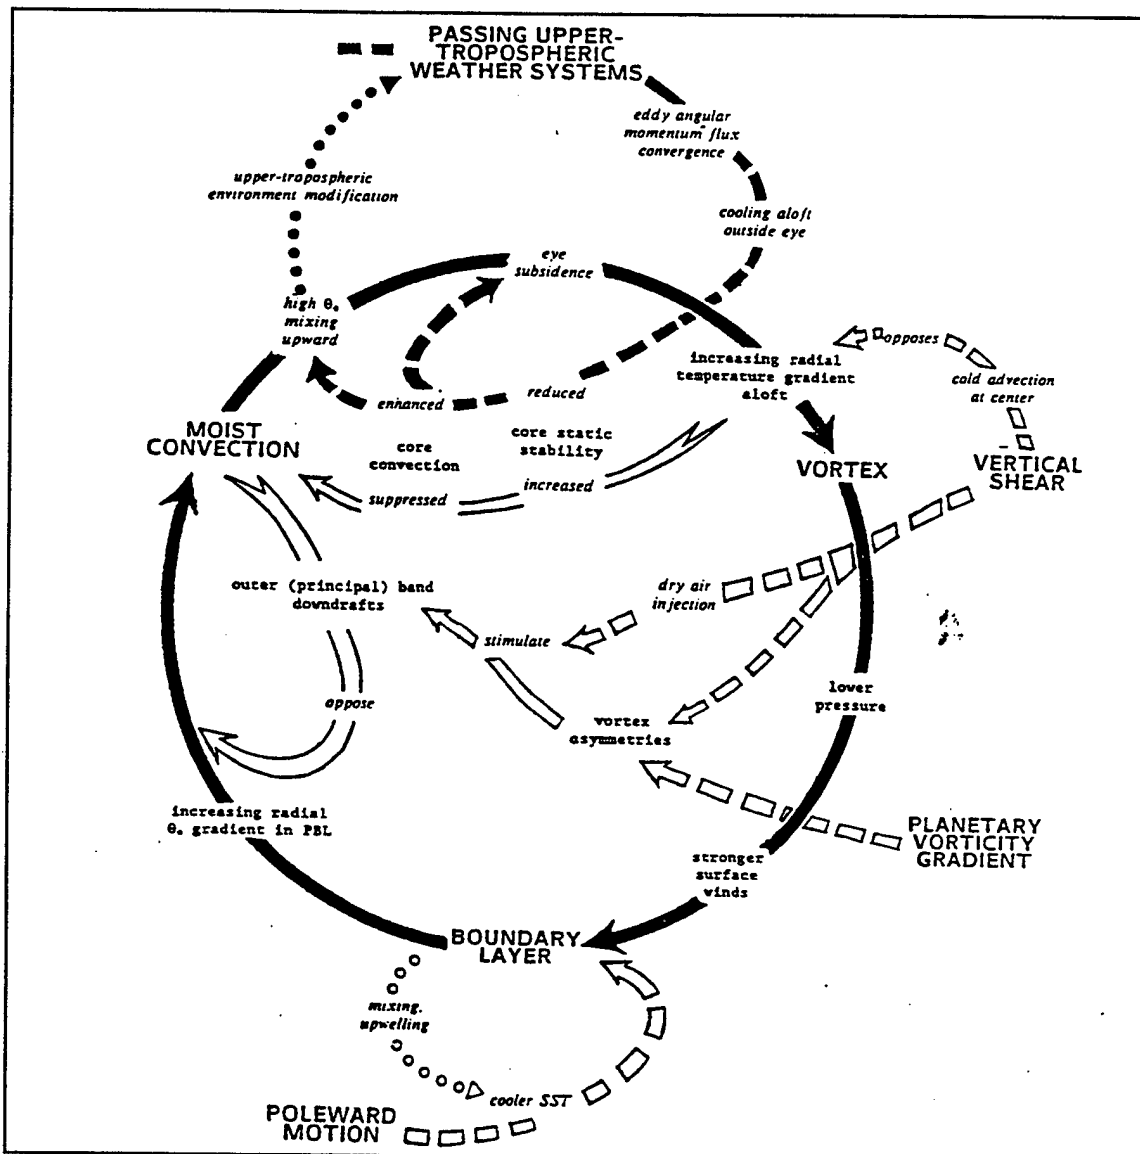 PASSING UPPER-
TROPOSPHERIC
WEATHER SYSTEMS
eddy angular
momentum flux
convergence
upper-tropospheric
environment modification
cooling aloft
outside eye
eye
subsidence
high θₑ
mixing
upward
opposes
increasing radial
temperature gradient
aloft
cold advection
at center
enhanced
reduced
MOIST
CONVECTION
core
convection
core static
stability
VORTEX
VERTICAL
SHEAR
suppressed
increased
outer (principal) band
downdrafts
dry air
injection
stimulate
lower
pressure
oppose
vortex
asymmetries
increasing radial
θₑ gradient in PBL
PLANETARY
VORTICITY
GRADIENT
stronger
surface
winds
BOUNDARY
LAYER
mixing,
upwelling
cooler SST
POLEWARD
MOTION